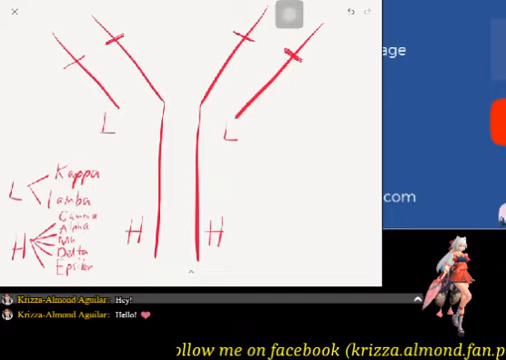 age
L
L
Kappa
L
lamba
Gamma
Alpha
H
H
H
Mu
Delta
Epsilon
com
Krizza-Almond Aguilar: Hey!
Krizza-Almond Aguilar: Hello! ❤
ollow me on facebook (krizza.almond.fan.p